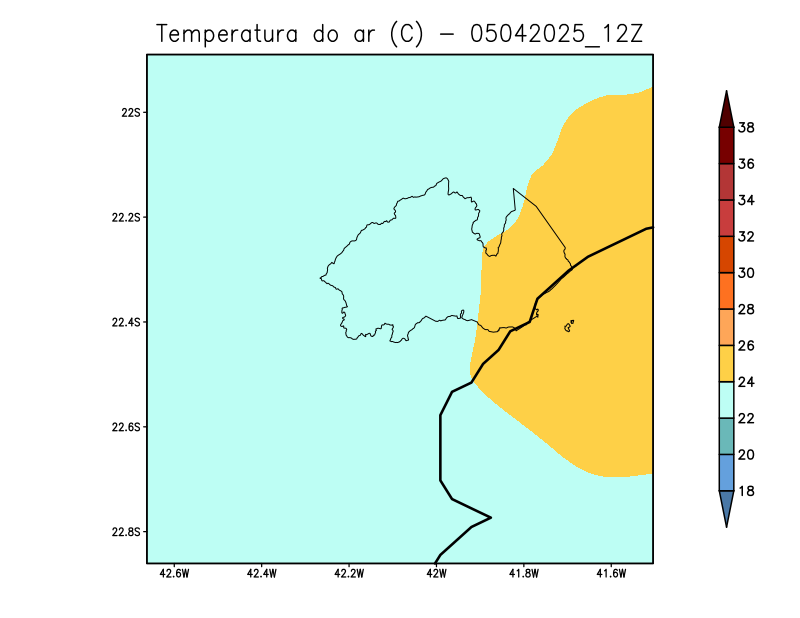 Temperatura do ar (C) - 05042025_12Z
22S
22.2S
22.4S
22.6S
22.8S
42.6W
42.4W
42.2W
42W
41.8W
41.6W
38
36
34
32
30
28
26
24
22
20
18